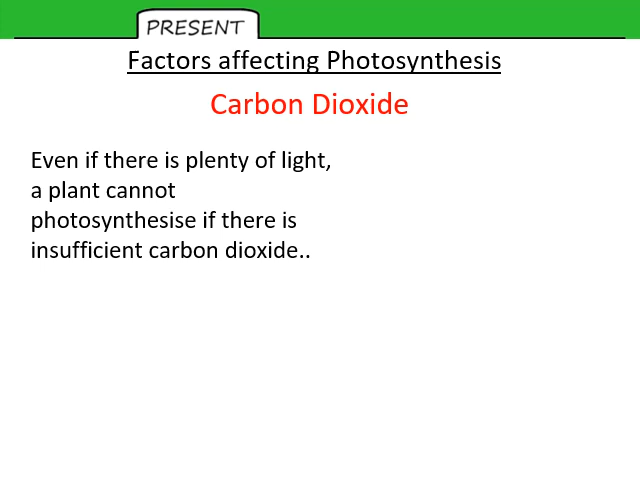 PRESENT
Factors affecting Photosynthesis
Carbon Dioxide
Even if there is plenty of light,
a plant cannot
photosynthesise if there is
insufficient carbon dioxide..